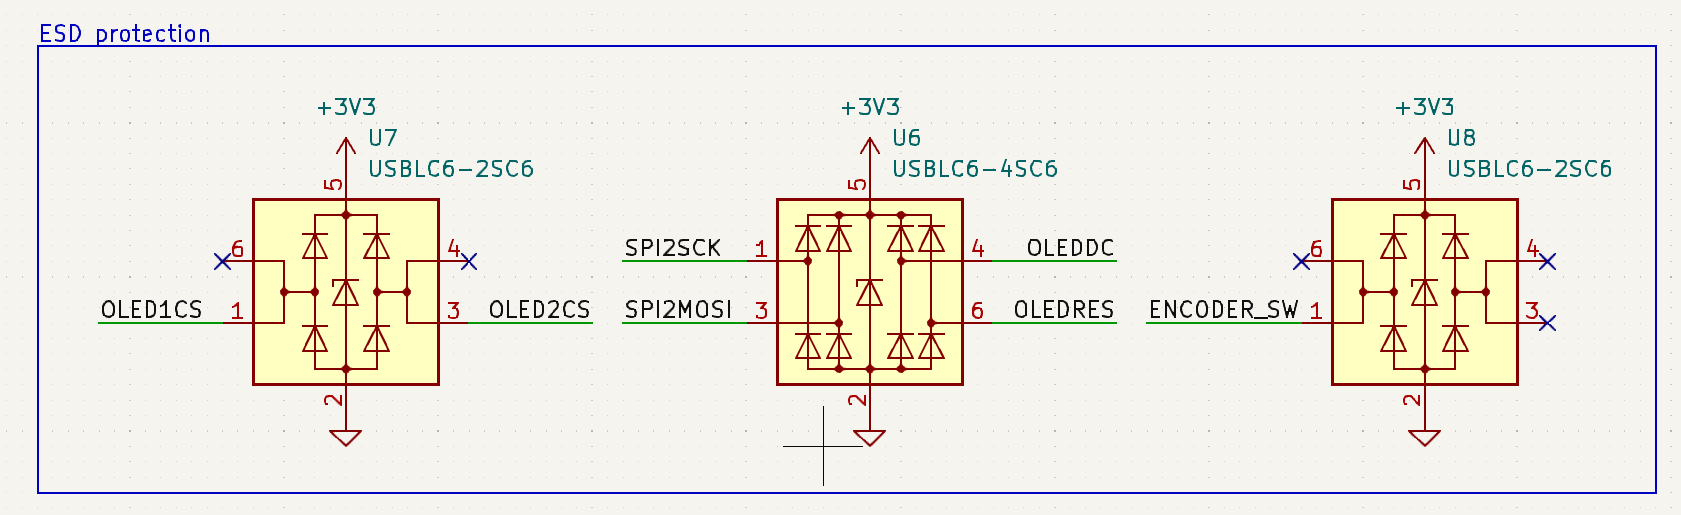 ESD protection
+3V3
U7
USBLC6-2SC6
5
6
4
OLED1CS
1
3
OLED2CS
2
+3V3
U6
USBLC6-4SC6
5
SPI2SCK
1
4
OLEDDC
SPI2MOSI
3
6
OLEDRES
2
+3V3
U8
USBLC6-2SC6
5
6
4
ENCODER_SW
1
3
2